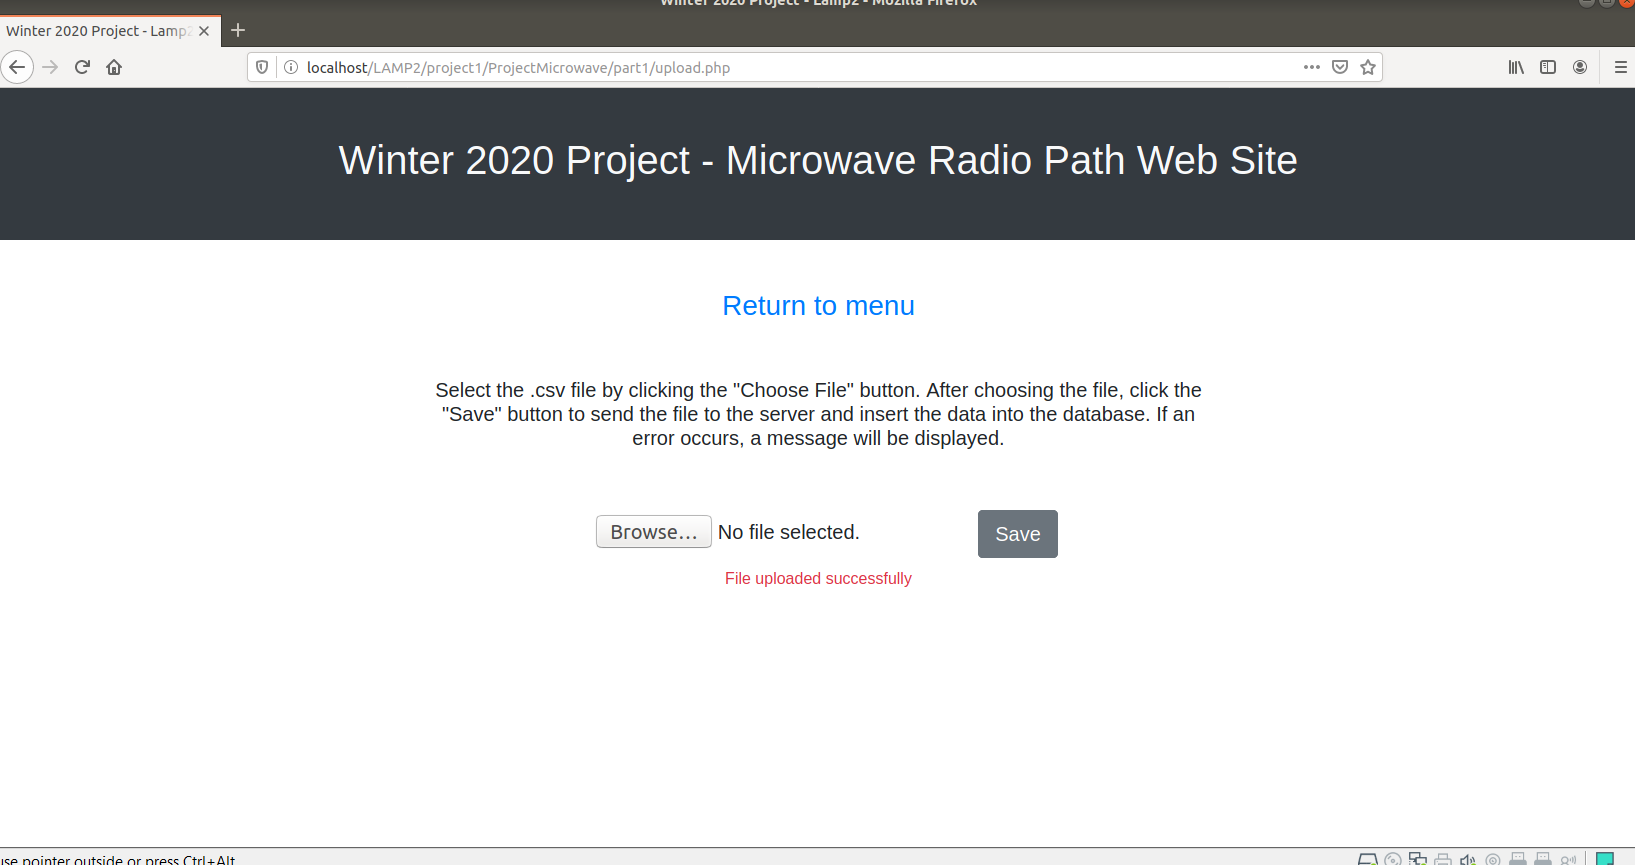 Winter 2020 Project - Lamp2 - Mozilla Firefox
Winter 2020 Project - Lamp2
localhost/LAMP2/project1/ProjectMicrowave/part1/upload.php
Winter 2020 Project - Microwave Radio Path Web Site
Return to menu
Select the .csv file by clicking the "Choose File" button. After choosing the file, click the
"Save" button to send the file to the server and insert the data into the database. If an
error occurs, a message will be displayed.
Browse... No file selected.
Save
File uploaded successfully
use pointer outside or press Ctrl+Alt